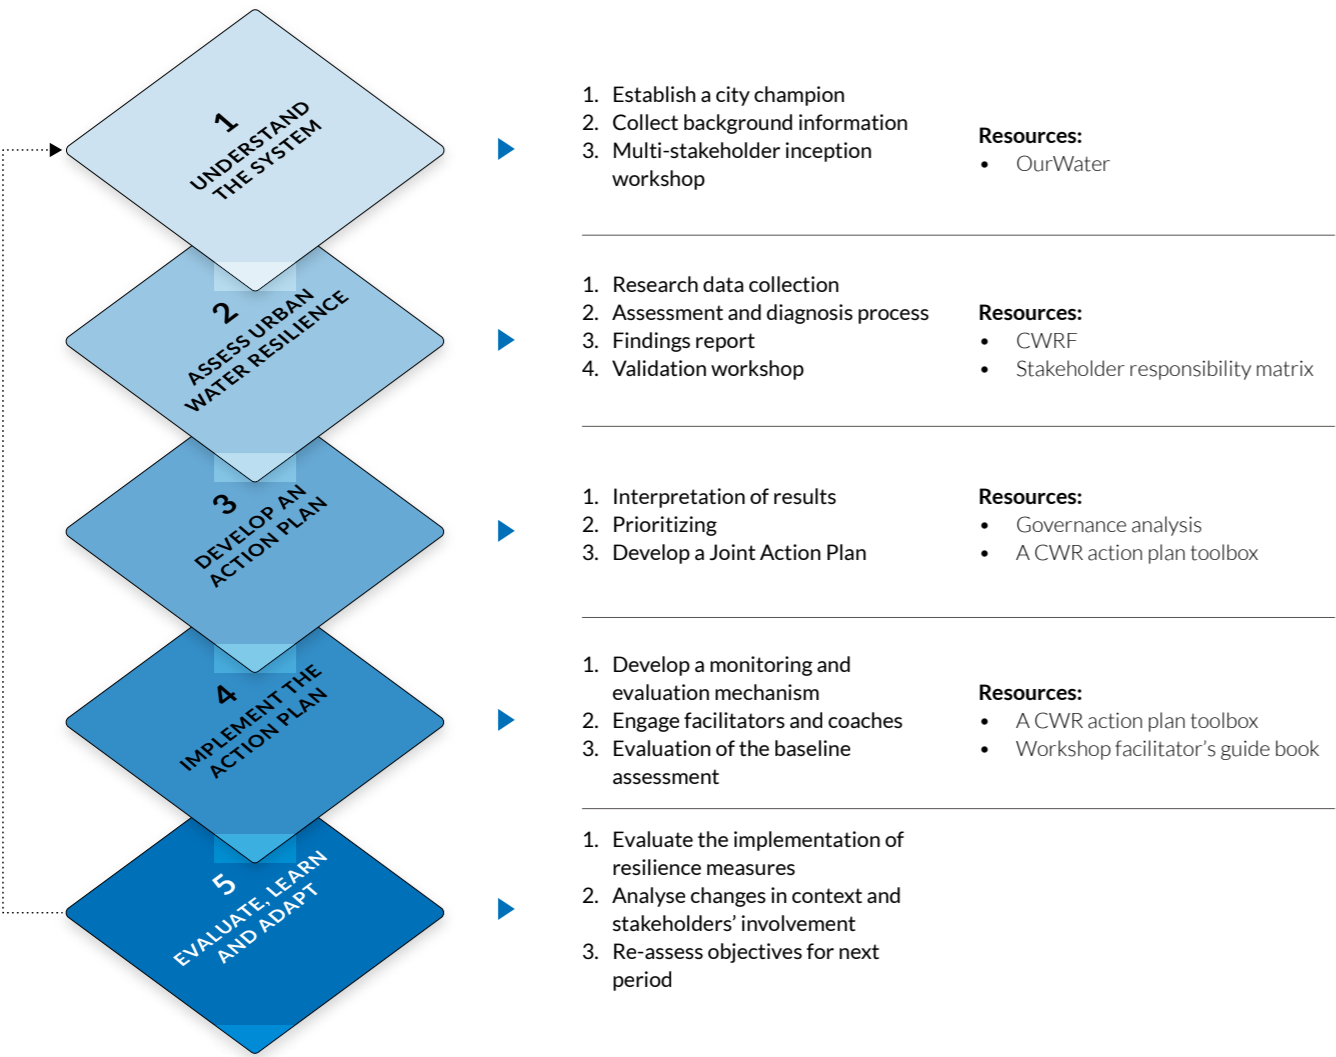 1
UNDERSTAND
THE SYSTEM
1. Establish a city champion
2. Collect background information
3. Multi-stakeholder inception
workshop
Resources:
• OurWater
2
ASSESS URBAN
WATER RESILIENCE
1. Research data collection
2. Assessment and diagnosis process
3. Findings report
4. Validation workshop
Resources:
• CWRF
• Stakeholder responsibility matrix
3
DEVELOP AN
ACTION PLAN
1. Interpretation of results
2. Prioritizing
3. Develop a Joint Action Plan
Resources:
• Governance analysis
• A CWR action plan toolbox
4
IMPLEMENT THE
ACTION PLAN
1. Develop a monitoring and
evaluation mechanism
2. Engage facilitators and coaches
3. Evaluation of the baseline
assessment
Resources:
• A CWR action plan toolbox
• Workshop facilitator’s guide book
5
EVALUATE, LEARN
AND ADAPT
1. Evaluate the implementation of
resilience measures
2. Analyse changes in context and
stakeholders’ involvement
3. Re-assess objectives for next
period